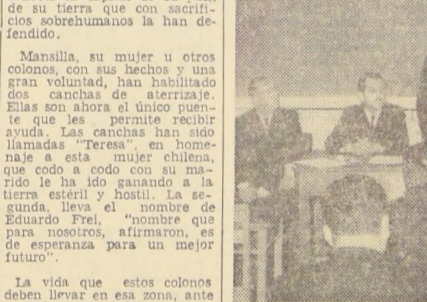 de su tierra que con sacrifi-
cios sobrehumanos la han de-
fendido.
Mansilla, su mujer u otros
colonos, con sus hechos y una
gran voluntad, han habilitado
dos canchas de aterrizaje.
Ellas son ahora el único puen-
te que les permite recibir
ayuda. Las canchas han sido
llamadas "Teresa", en home-
naje a esta mujer chilena,
que codo a codo con su ma-
rido le ha ido ganando a la
tierra estéril y hostil. La se-
gunda, lleva el nombre de
Eduardo Frei, "nombre que
para nosotros, afirmaron, es
de esperanza para un mejor
futuro".
La vida que estos colonos
deben llevar en esa zona, ante